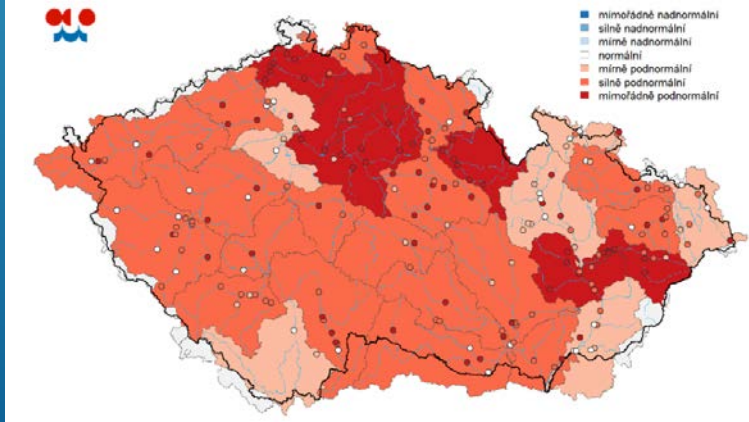 mimořádně nadnormální
silně nadnormální
mírně nadnormální
normální
mírně podnormální
silně podnormální
mimořádně podnormální